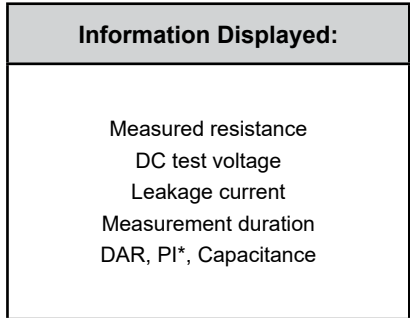 Information Displayed:
Measured resistance
DC test voltage
Leakage current
Measurement duration
DAR, PI*, Capacitance